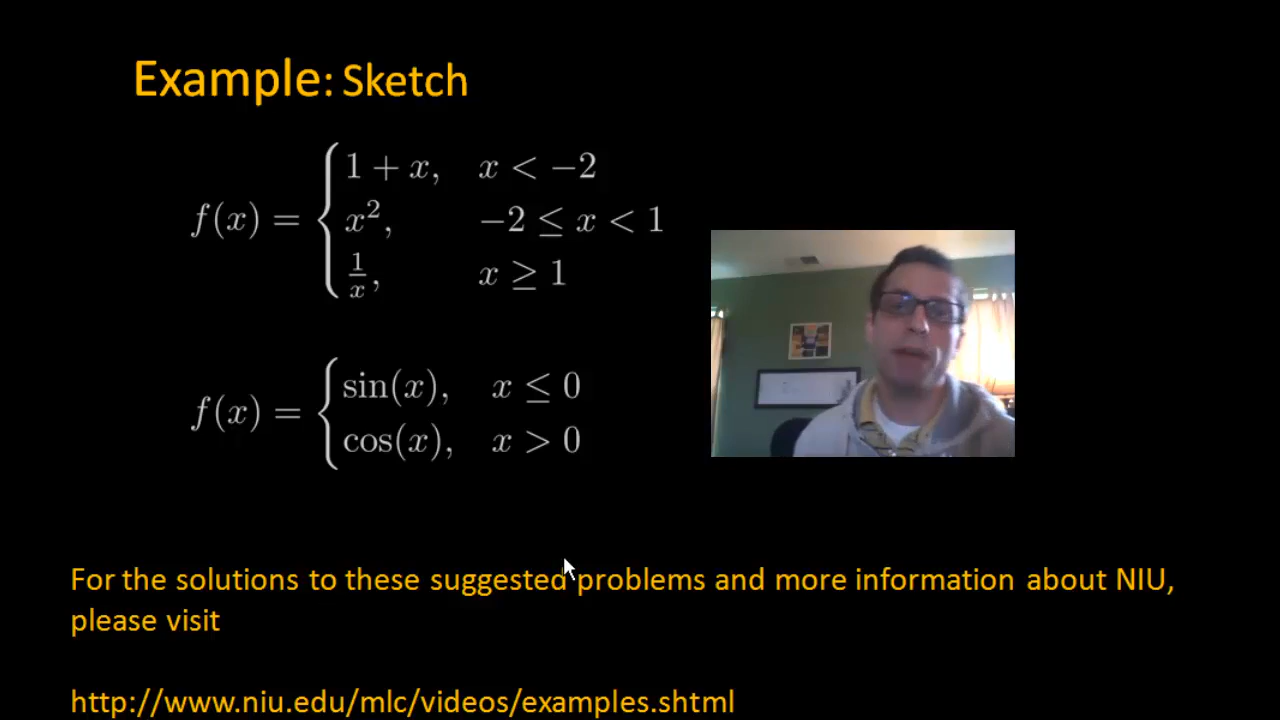 Example: Sketch
f(x) = { 1 + x, x < −2
x², −2 ≤ x < 1
1/x, x ≥ 1
f(x) = { sin(x), x ≤ 0
cos(x), x > 0
For the solutions to these suggested problems and more information about NIU,
please visit
http://www.niu.edu/mlc/videos/examples.shtml